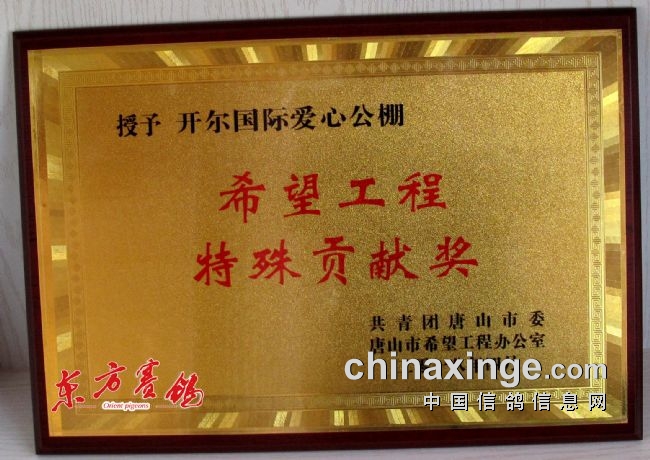 授予 开尔国际爱心公棚
希望工程
特殊贡献奖
共青团唐山市委
唐山市希望工程办公室
chinaxinge.com
中国信鸽信息网
东方赛鸽
Orient pigeons